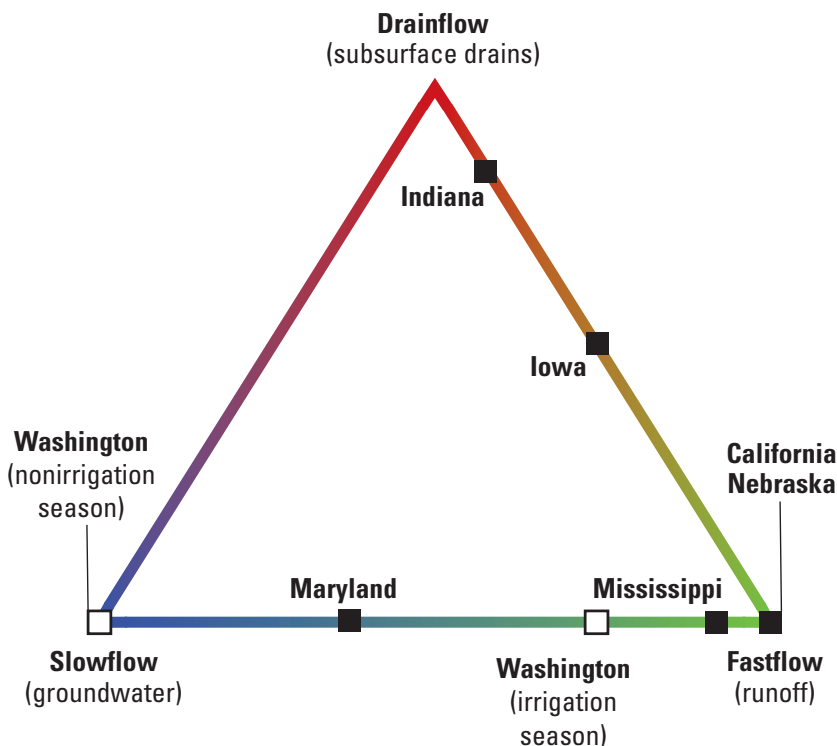 Drainflow
(subsurface drains)
Indiana
Iowa
Washington
(nonirrigation
season)
California
Nebraska
Maryland
Mississippi
Slowflow
(groundwater)
Washington
(irrigation
season)
Fastflow
(runoff)